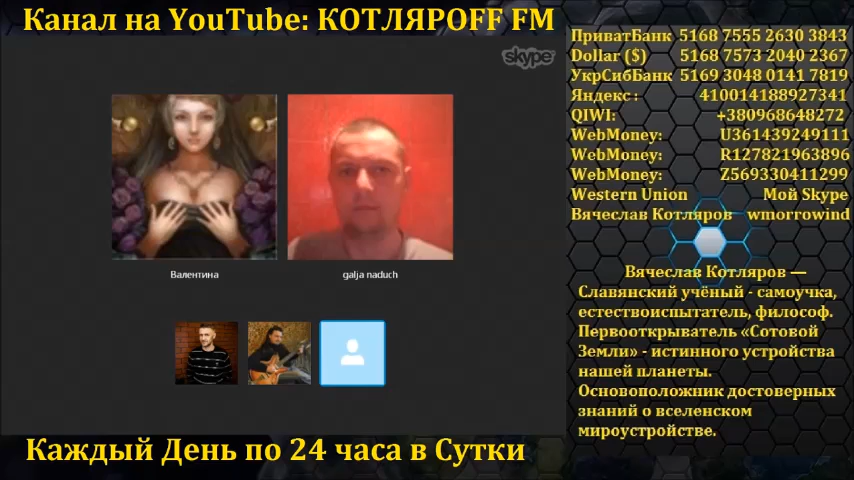 Канал на YouTube: КОТЛЯРОFF FM
skype™
Валентина
galja naduch
Каждый День по 24 часа в Сутки
ПриватБанк 5168 7555 2630 3843
Dollar ($) 5168 7573 2040 2367
УкрСибБанк 5169 3048 0141 7819
Яндекс : 410014188927341
QIWI: +380968648272
WebMoney: U361439249111
WebMoney: R127821963896
WebMoney: Z569330411299
Western Union Мой Skype
Вячеслав Котляров wmorrowind
Вячеслав Котляров —
Славянский учёный - самоучка,
естествоиспытатель, философ.
Первооткрыватель «Сотовой
Земли» - истинного устройства
нашей планеты.
Основоположник достоверных
знаний о вселенском
мироустройстве.